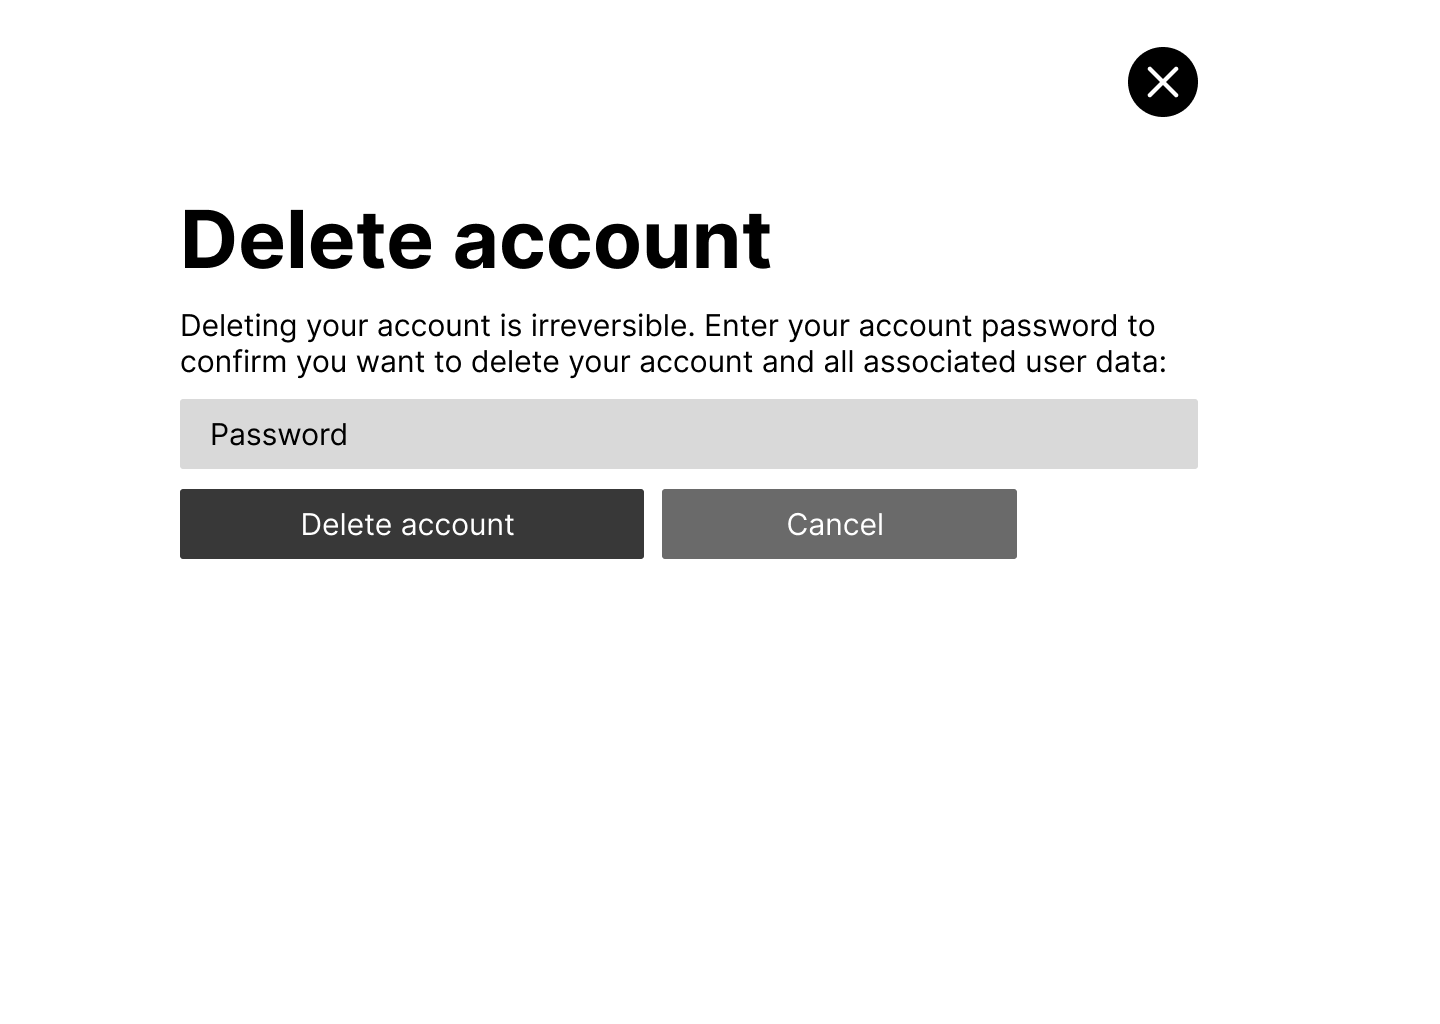 Delete account
Deleting your account is irreversible. Enter your account password to
confirm you want to delete your account and all associated user data:
Password
Delete account
Cancel